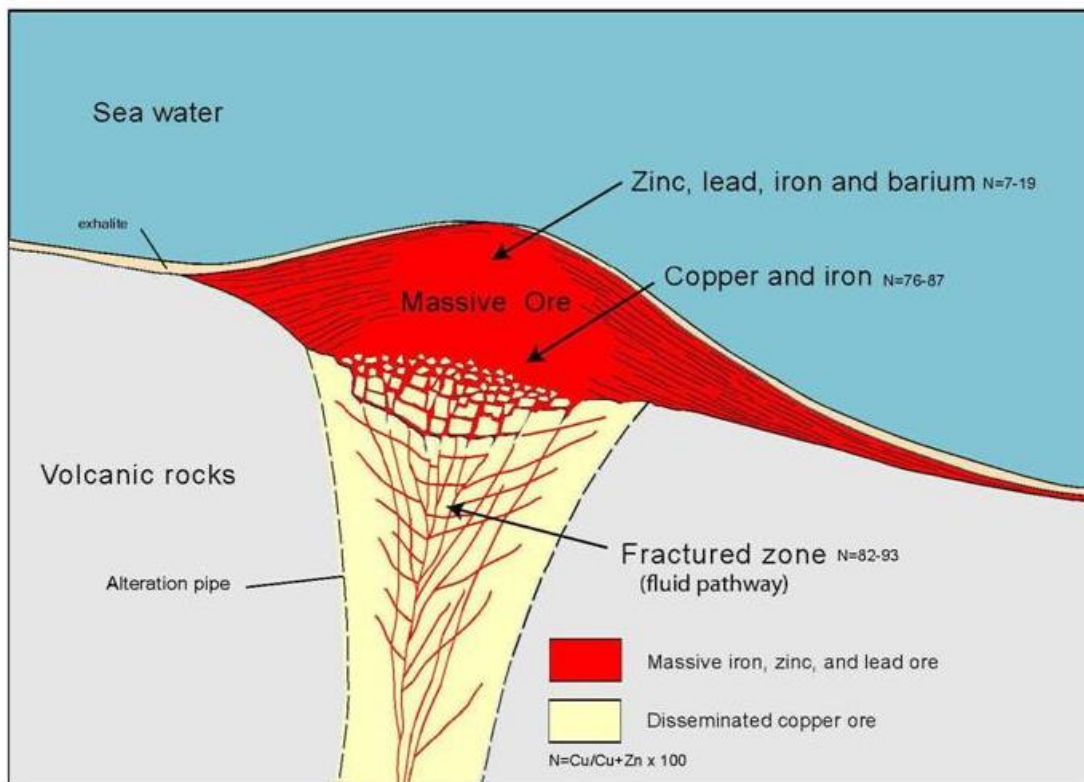 Sea water
Zinc, lead, iron and barium N=7-19
exhalite
Copper and iron N=76-87
Massive Ore
Volcanic rocks
Fractured zone N=82-93
(fluid pathway)
Alteration pipe
Massive iron, zinc, and lead ore
Disseminated copper ore
N=Cu/Cu+Zn x 100